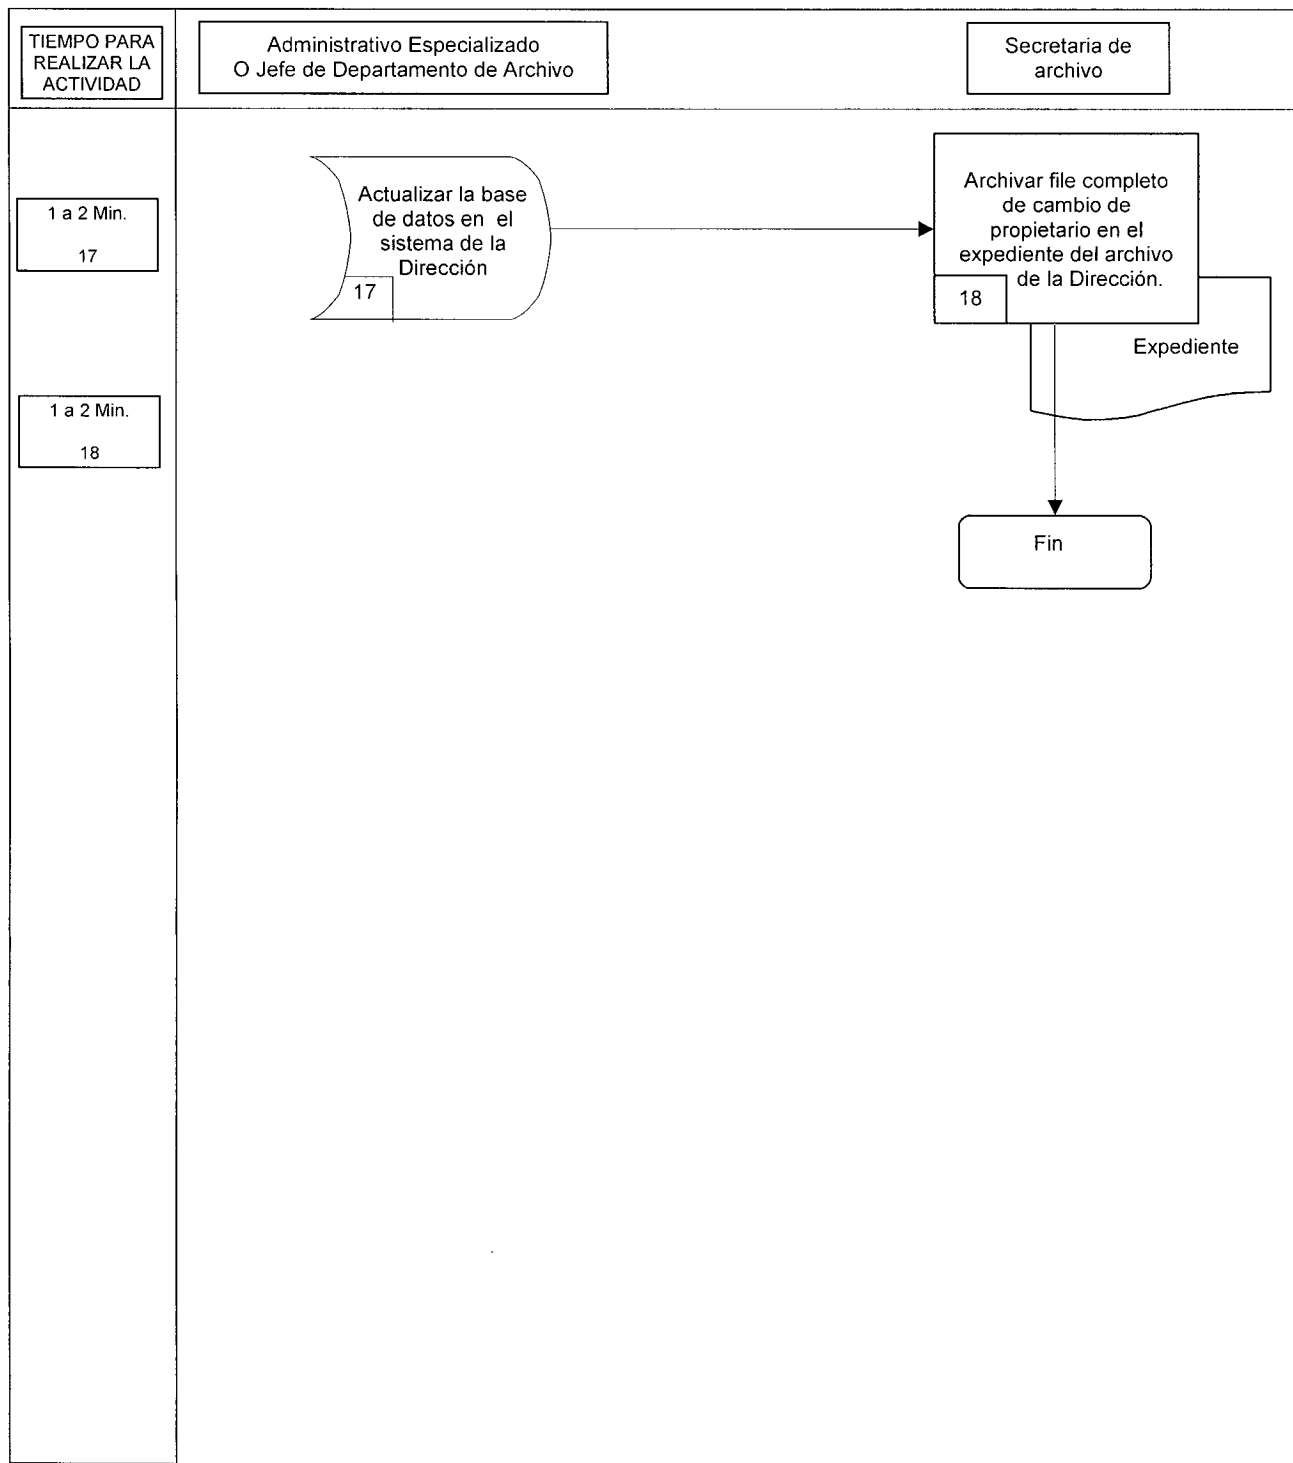 TIEMPO PARA
REALIZAR LA
ACTIVIDAD
Administrativo Especializado
O Jefe de Departamento de Archivo
Secretaria de
archivo
1 a 2 Min.
17
Actualizar la base
de datos en el
sistema de la
Dirección
17
Archivar file completo
de cambio de
propietario en el
expediente del archivo
de la Dirección.
18
Expediente
1 a 2 Min.
18
Fin